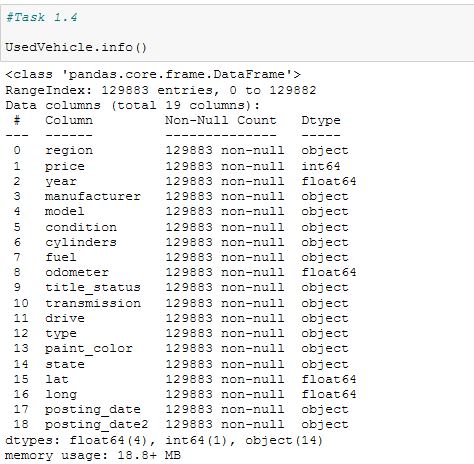 #Task 1.4
UsedVehicle.info()
<class 'pandas.core.frame.DataFrame'>
RangeIndex: 129883 entries, 0 to 129882
Data columns (total 19 columns):
 #   Column         Non-Null Count   Dtype
---  ------         --------------   -----
 0   region         129883 non-null  object
 1   price          129883 non-null  int64
 2   year           129883 non-null  float64
 3   manufacturer   129883 non-null  object
 4   model          129883 non-null  object
 5   condition      129883 non-null  object
 6   cylinders      129883 non-null  object
 7   fuel           129883 non-null  object
 8   odometer       129883 non-null  float64
 9   title_status   129883 non-null  object
 10  transmission   129883 non-null  object
 11  drive          129883 non-null  object
 12  type           129883 non-null  object
 13  paint_color    129883 non-null  object
 14  state          129883 non-null  object
 15  lat            129883 non-null  float64
 16  long           129883 non-null  float64
 17  posting_date   129883 non-null  object
 18  posting_date2  129883 non-null  object
dtypes: float64(4), int64(1), object(14)
memory usage: 18.8+ MB